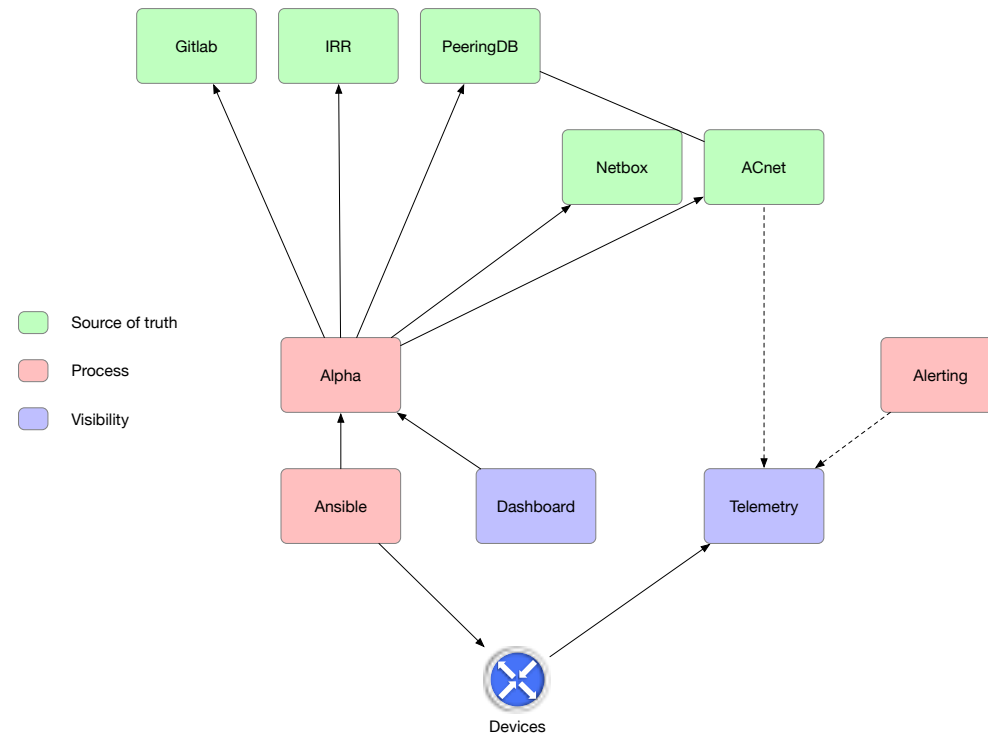 Gitlab
IRR
PeeringDB
Netbox
ACnet
Source of truth
Process
Visibility
Alpha
Alerting
Ansible
Dashboard
Telemetry
Devices